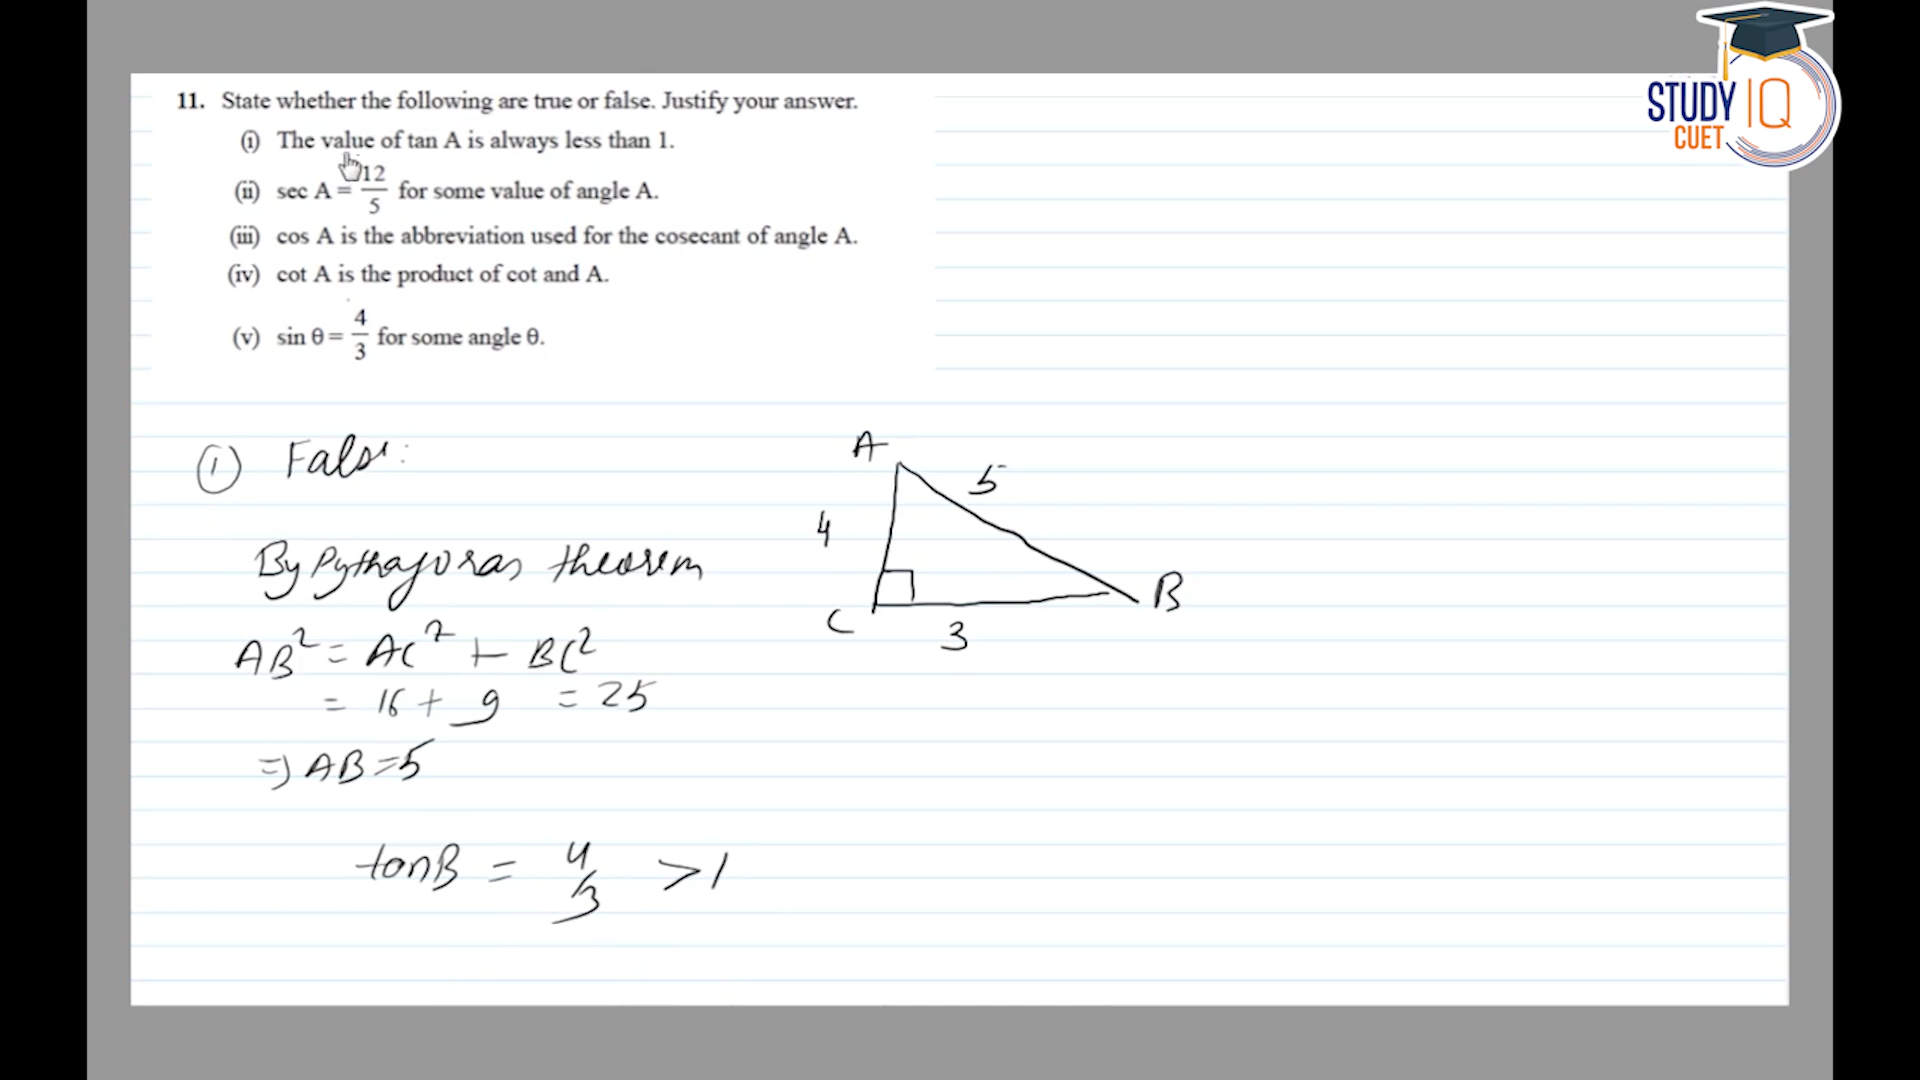 STUDY IQ
CUET
11. State whether the following are true or false. Justify your answer.
(i) The value of tan A is always less than 1.
(ii) sec A = 12/5 for some value of angle A.
(iii) cos A is the abbreviation used for the cosecant of angle A.
(iv) cot A is the product of cot and A.
(v) sin θ = 4/3 for some angle θ.
① False:
A
5
4
By Pythagoras theorem
B
C
3
AB² = AC² + BC²
= 16 + 9 = 25
⇒ AB = 5
tanB = 4/3 > 1